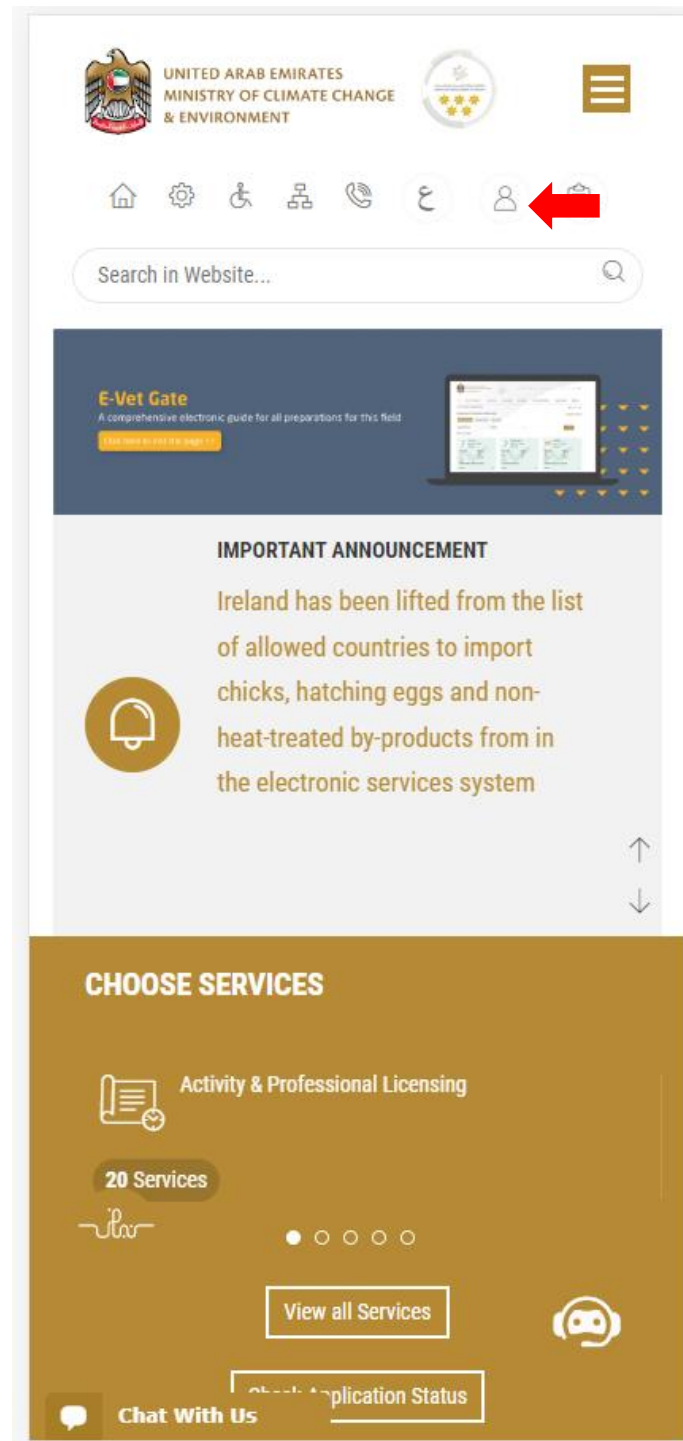 UNITED ARAB EMIRATES
MINISTRY OF CLIMATE CHANGE
& ENVIRONMENT
ع
Search in Website...
E-Vet Gate
A comprehensive electronic guide for all preparations for this field
IMPORTANT ANNOUNCEMENT
Ireland has been lifted from the list
of allowed countries to import
chicks, hatching eggs and non-
heat-treated by-products from in
the electronic services system
CHOOSE SERVICES
Activity & Professional Licensing
20 Services
View all Services
Application Status
Chat With Us